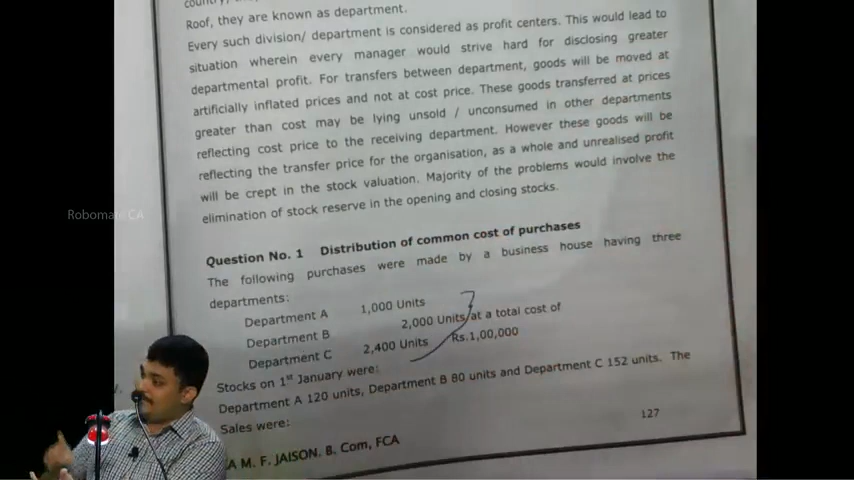 Roof, they are known as department.
Every such division/ department is considered as profit centers. This would lead to
situation wherein every manager would strive hard for disclosing greater
departmental profit. For transfers between department, goods will be moved at
artificially inflated prices and not at cost price. These goods transferred at prices
greater than cost may be lying unsold / unconsumed in other departments
reflecting cost price to the receiving department. However these goods will be
reflecting the transfer price for the organisation, as a whole and unrealised profit
will be crept in the stock valuation. Majority of the problems would involve the
elimination of stock reserve in the opening and closing stocks.
Question No. 1 Distribution of common cost of purchases
The following purchases were made by a business house having three
departments:
Department A 1,000 Units
Department B 2,000 Units at a total cost of
Department C 2,400 Units Rs.1,00,000
Stocks on 1st January were:
Department A 120 units, Department B 80 units and Department C 152 units. The
Sales were:
127
A M. F. JAISON. B. Com, FCA
Robomate CA